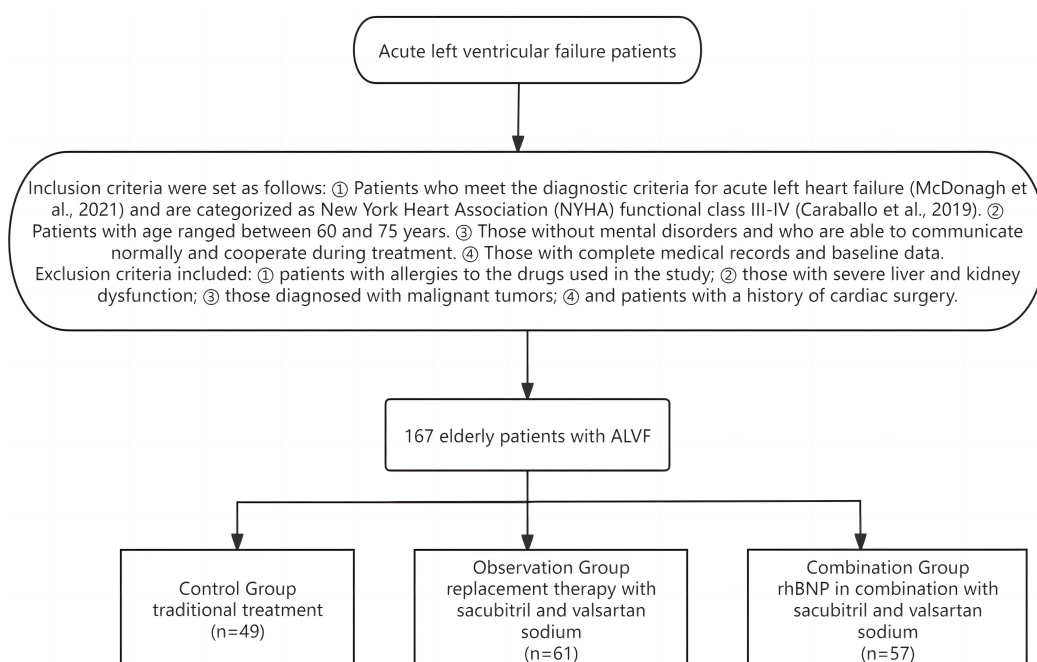 Acute left ventricular failure patients
Inclusion criteria were set as follows: ① Patients who meet the diagnostic criteria for acute left heart failure (McDonagh et
al., 2021) and are categorized as New York Heart Association (NYHA) functional class III-IV (Caraballo et al., 2019). ②
Patients with age ranged between 60 and 75 years. ③ Those without mental disorders and who are able to communicate
normally and cooperate during treatment. ④ Those with complete medical records and baseline data.
Exclusion criteria included: ① patients with allergies to the drugs used in the study; ② those with severe liver and kidney
dysfunction; ③ those diagnosed with malignant tumors; ④ and patients with a history of cardiac surgery.
167 elderly patients with ALVF
Control Group
traditional treatment
(n=49)
Observation Group
replacement therapy with
sacubitril and valsartan
sodium
(n=61)
Combination Group
rhBNP in combination with
sacubitril and valsartan
sodium
(n=57)